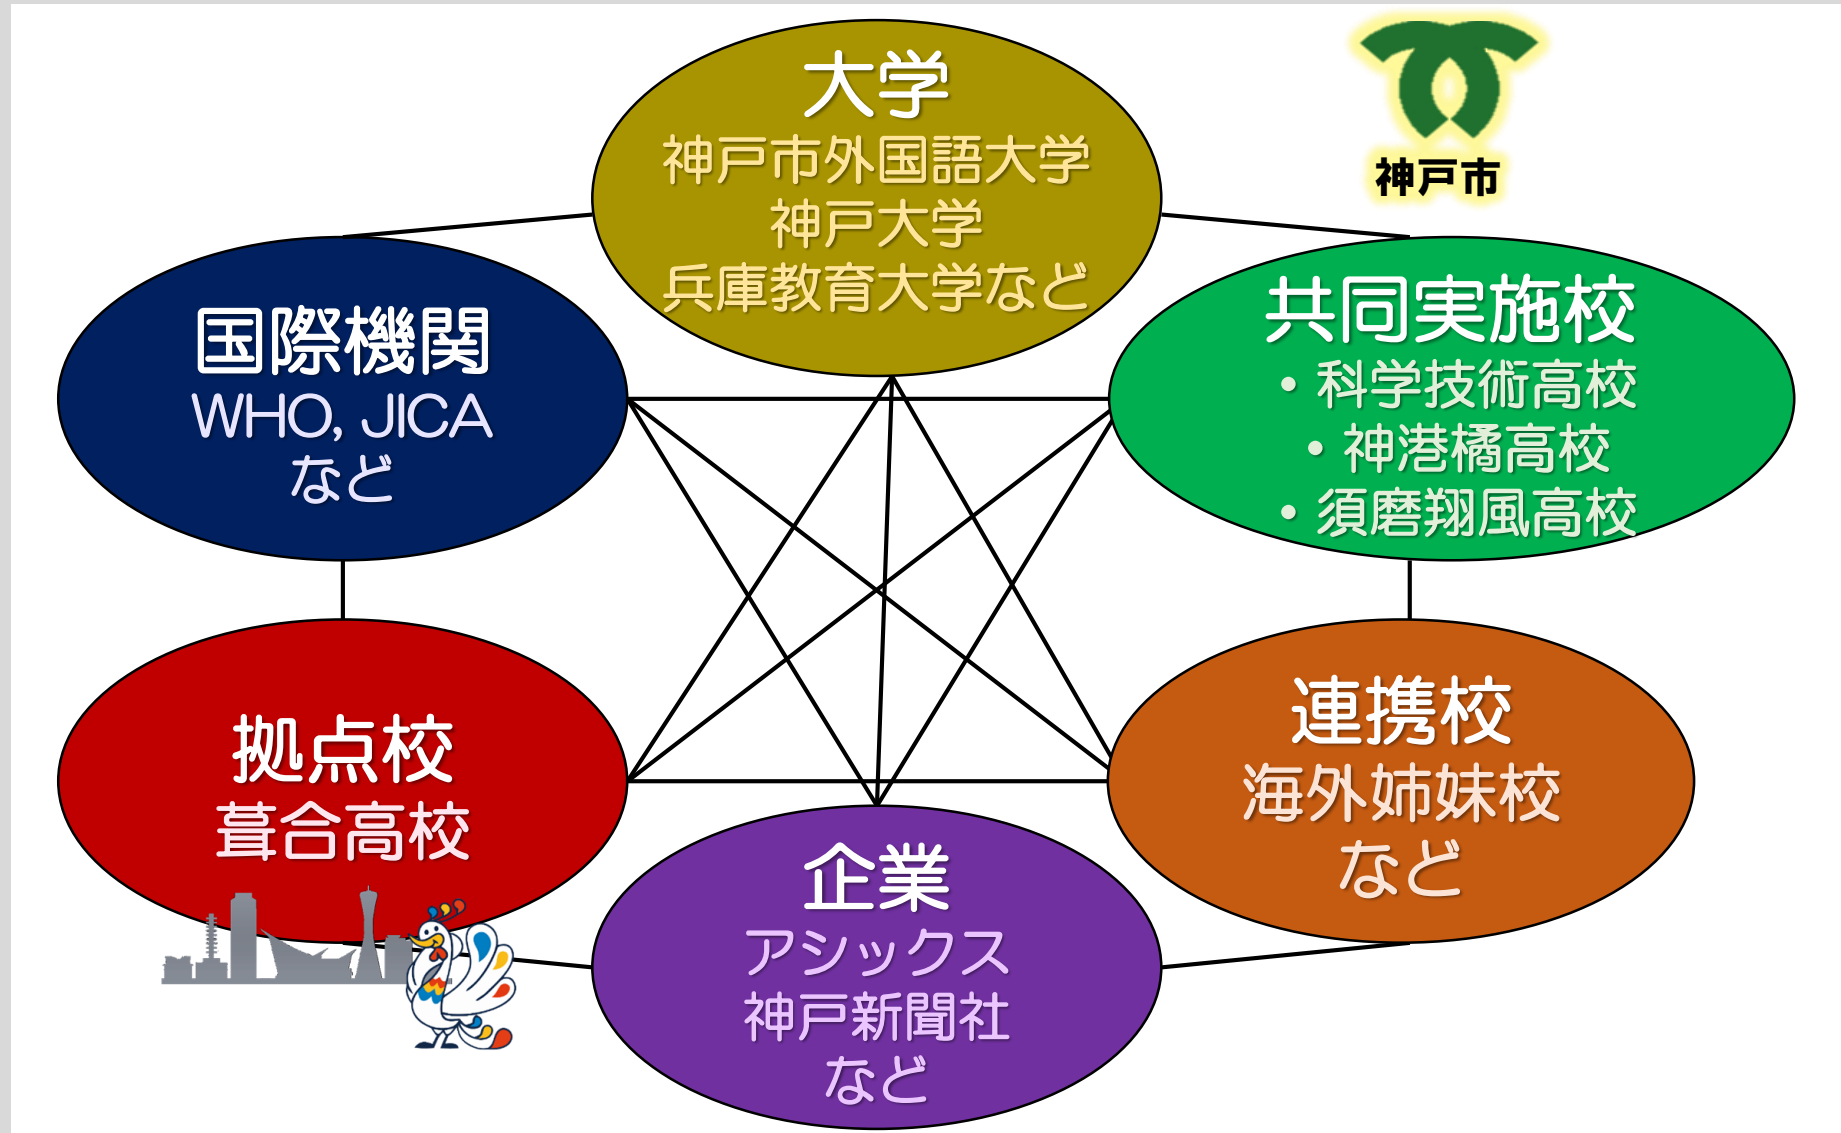 大学
神戸市外国語大学
神戸大学
兵庫教育大学など
神戸市
国際機関
WHO, JICA
など
共同実施校
・科学技術高校
・神港橘高校
・須磨翔風高校
拠点校
葺合高校
連携校
海外姉妹校
など
企業
アシックス
神戸新聞社
など